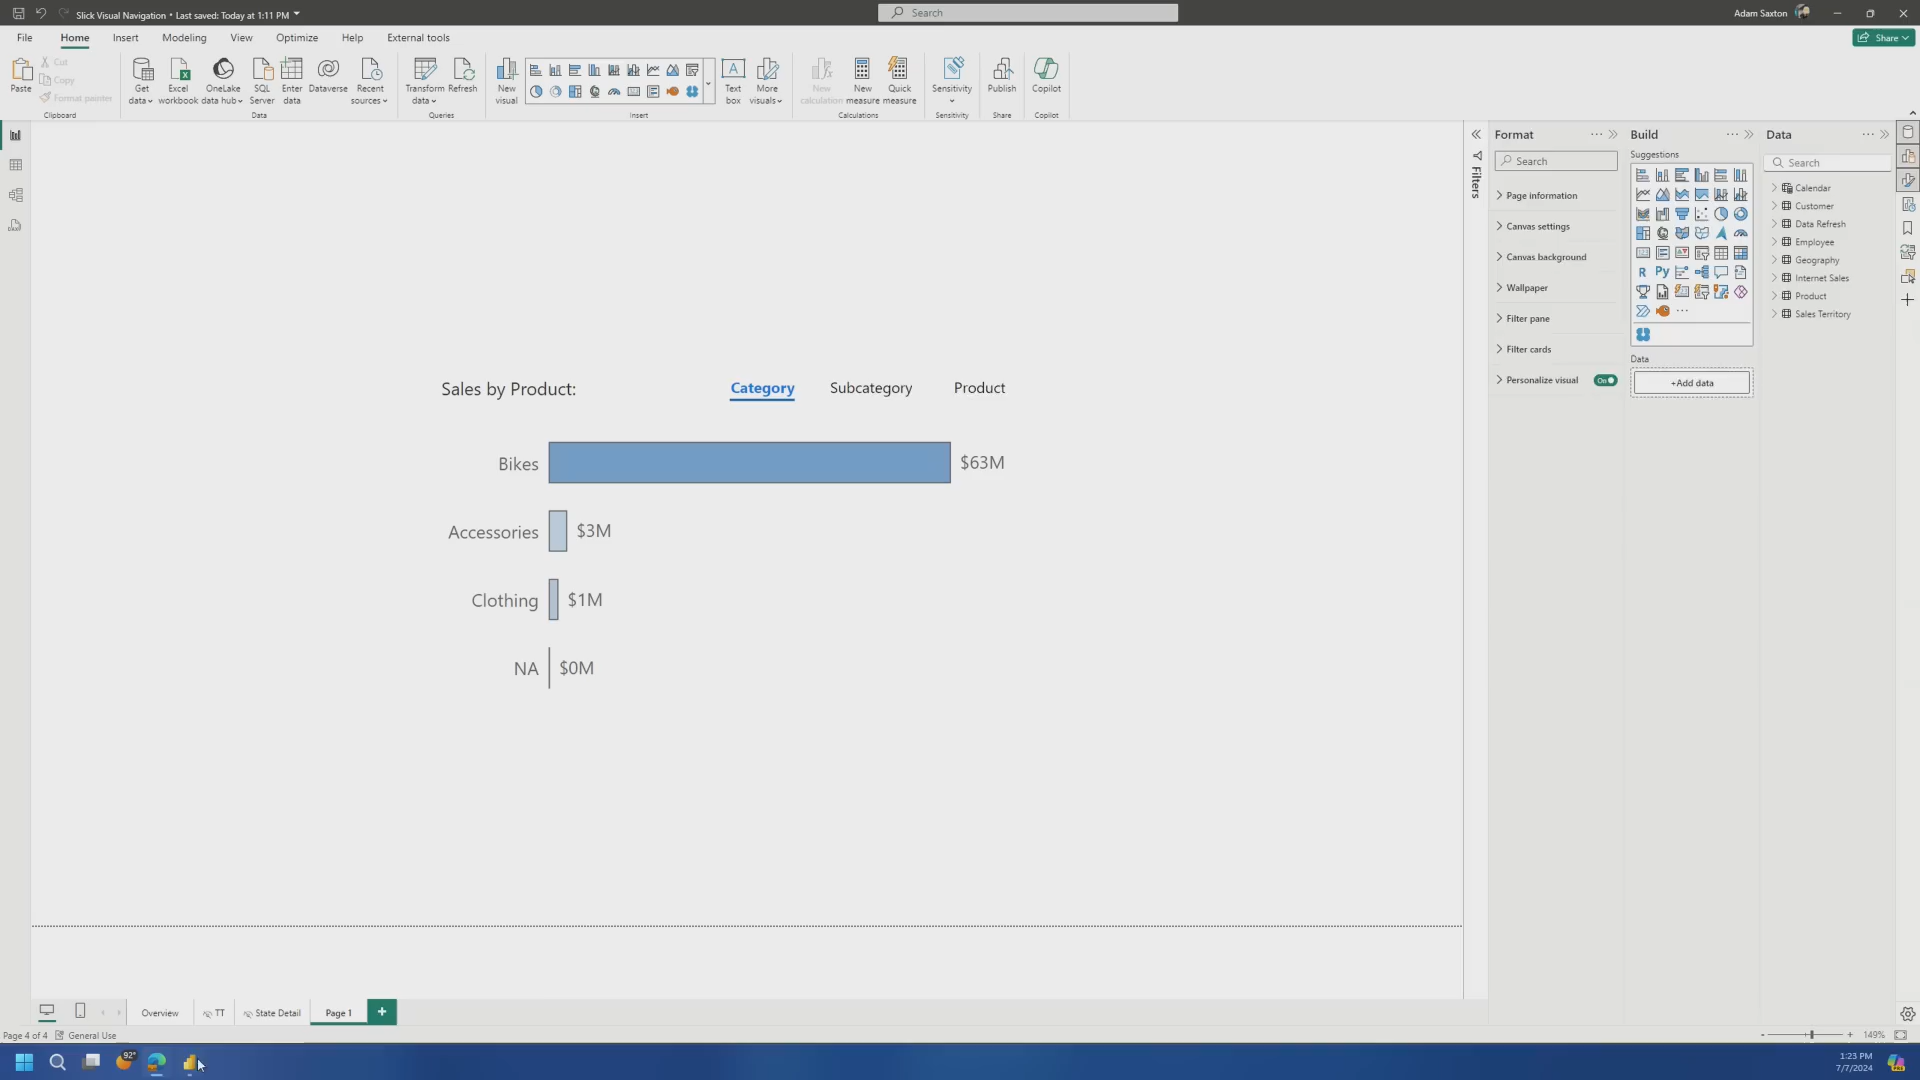 Slick Visual Navigation • Last saved: Today at 1:11 PM
Search
Adam Saxton
File Home Insert Modeling View Optimize Help External tools
Share
Paste
Cut
Copy
Format painter
Clipboard
Get data
Excel workbook
OneLake data hub
SQL Server
Enter data
Dataverse
Recent sources
Data
Transform data
Refresh
Queries
New visual
Text box
More visuals
Insert
New calculation
New measure
Quick measure
Calculations
Sensitivity
Sensitivity
Publish
Share
Copilot
Copilot
Filters
Format
Search
Page information
Canvas settings
Canvas background
Wallpaper
Filter pane
Filter cards
Personalize visual On
Build
Suggestions
R Py
Data
+Add data
Data
Search
Calendar
Customer
Data Refresh
Employee
Geography
Internet Sales
Product
Sales Territory
Sales by Product: Category Subcategory Product
Bikes $63M
Accessories $3M
Clothing $1M
NA $0M
Overview TT State Detail Page 1 +
Page 4 of 4 General Use
149%
92°
1:23 PM
7/7/2024
PRE